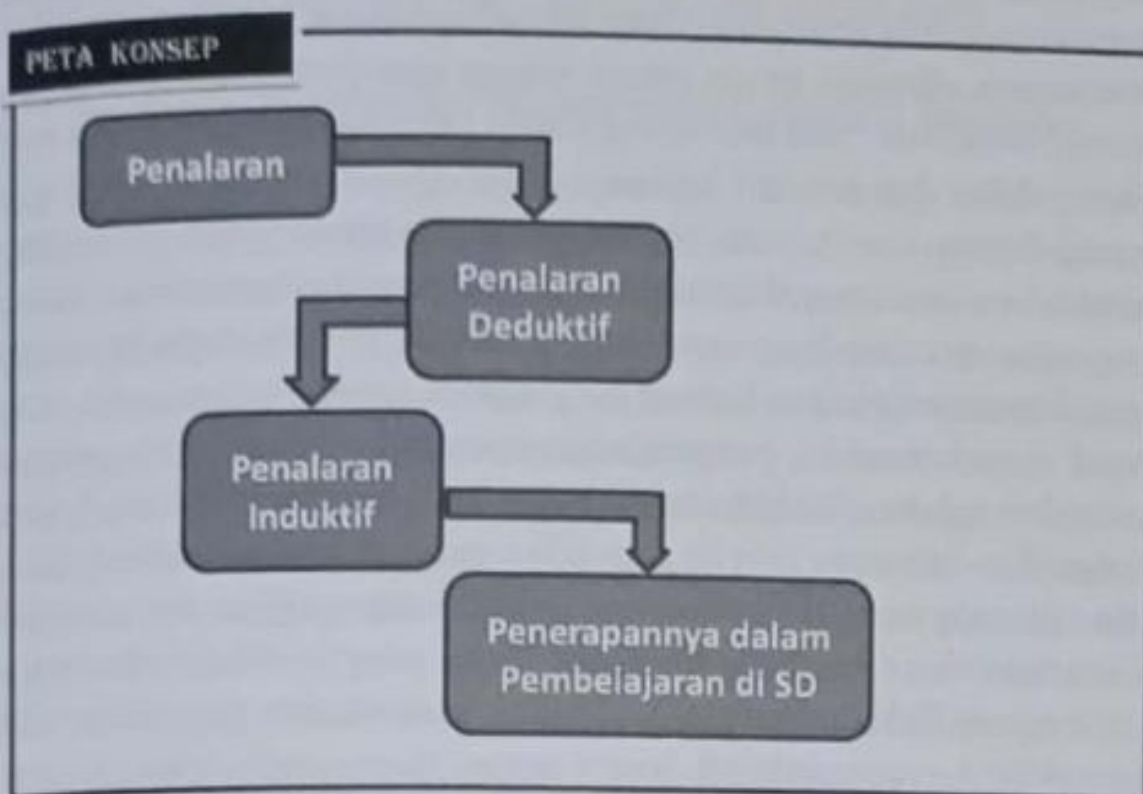 PETA KONSEP
Penalaran
Penalaran
Deduktif
Penalaran
Induktif
Penerapannya dalam
Pembelajaran di SD